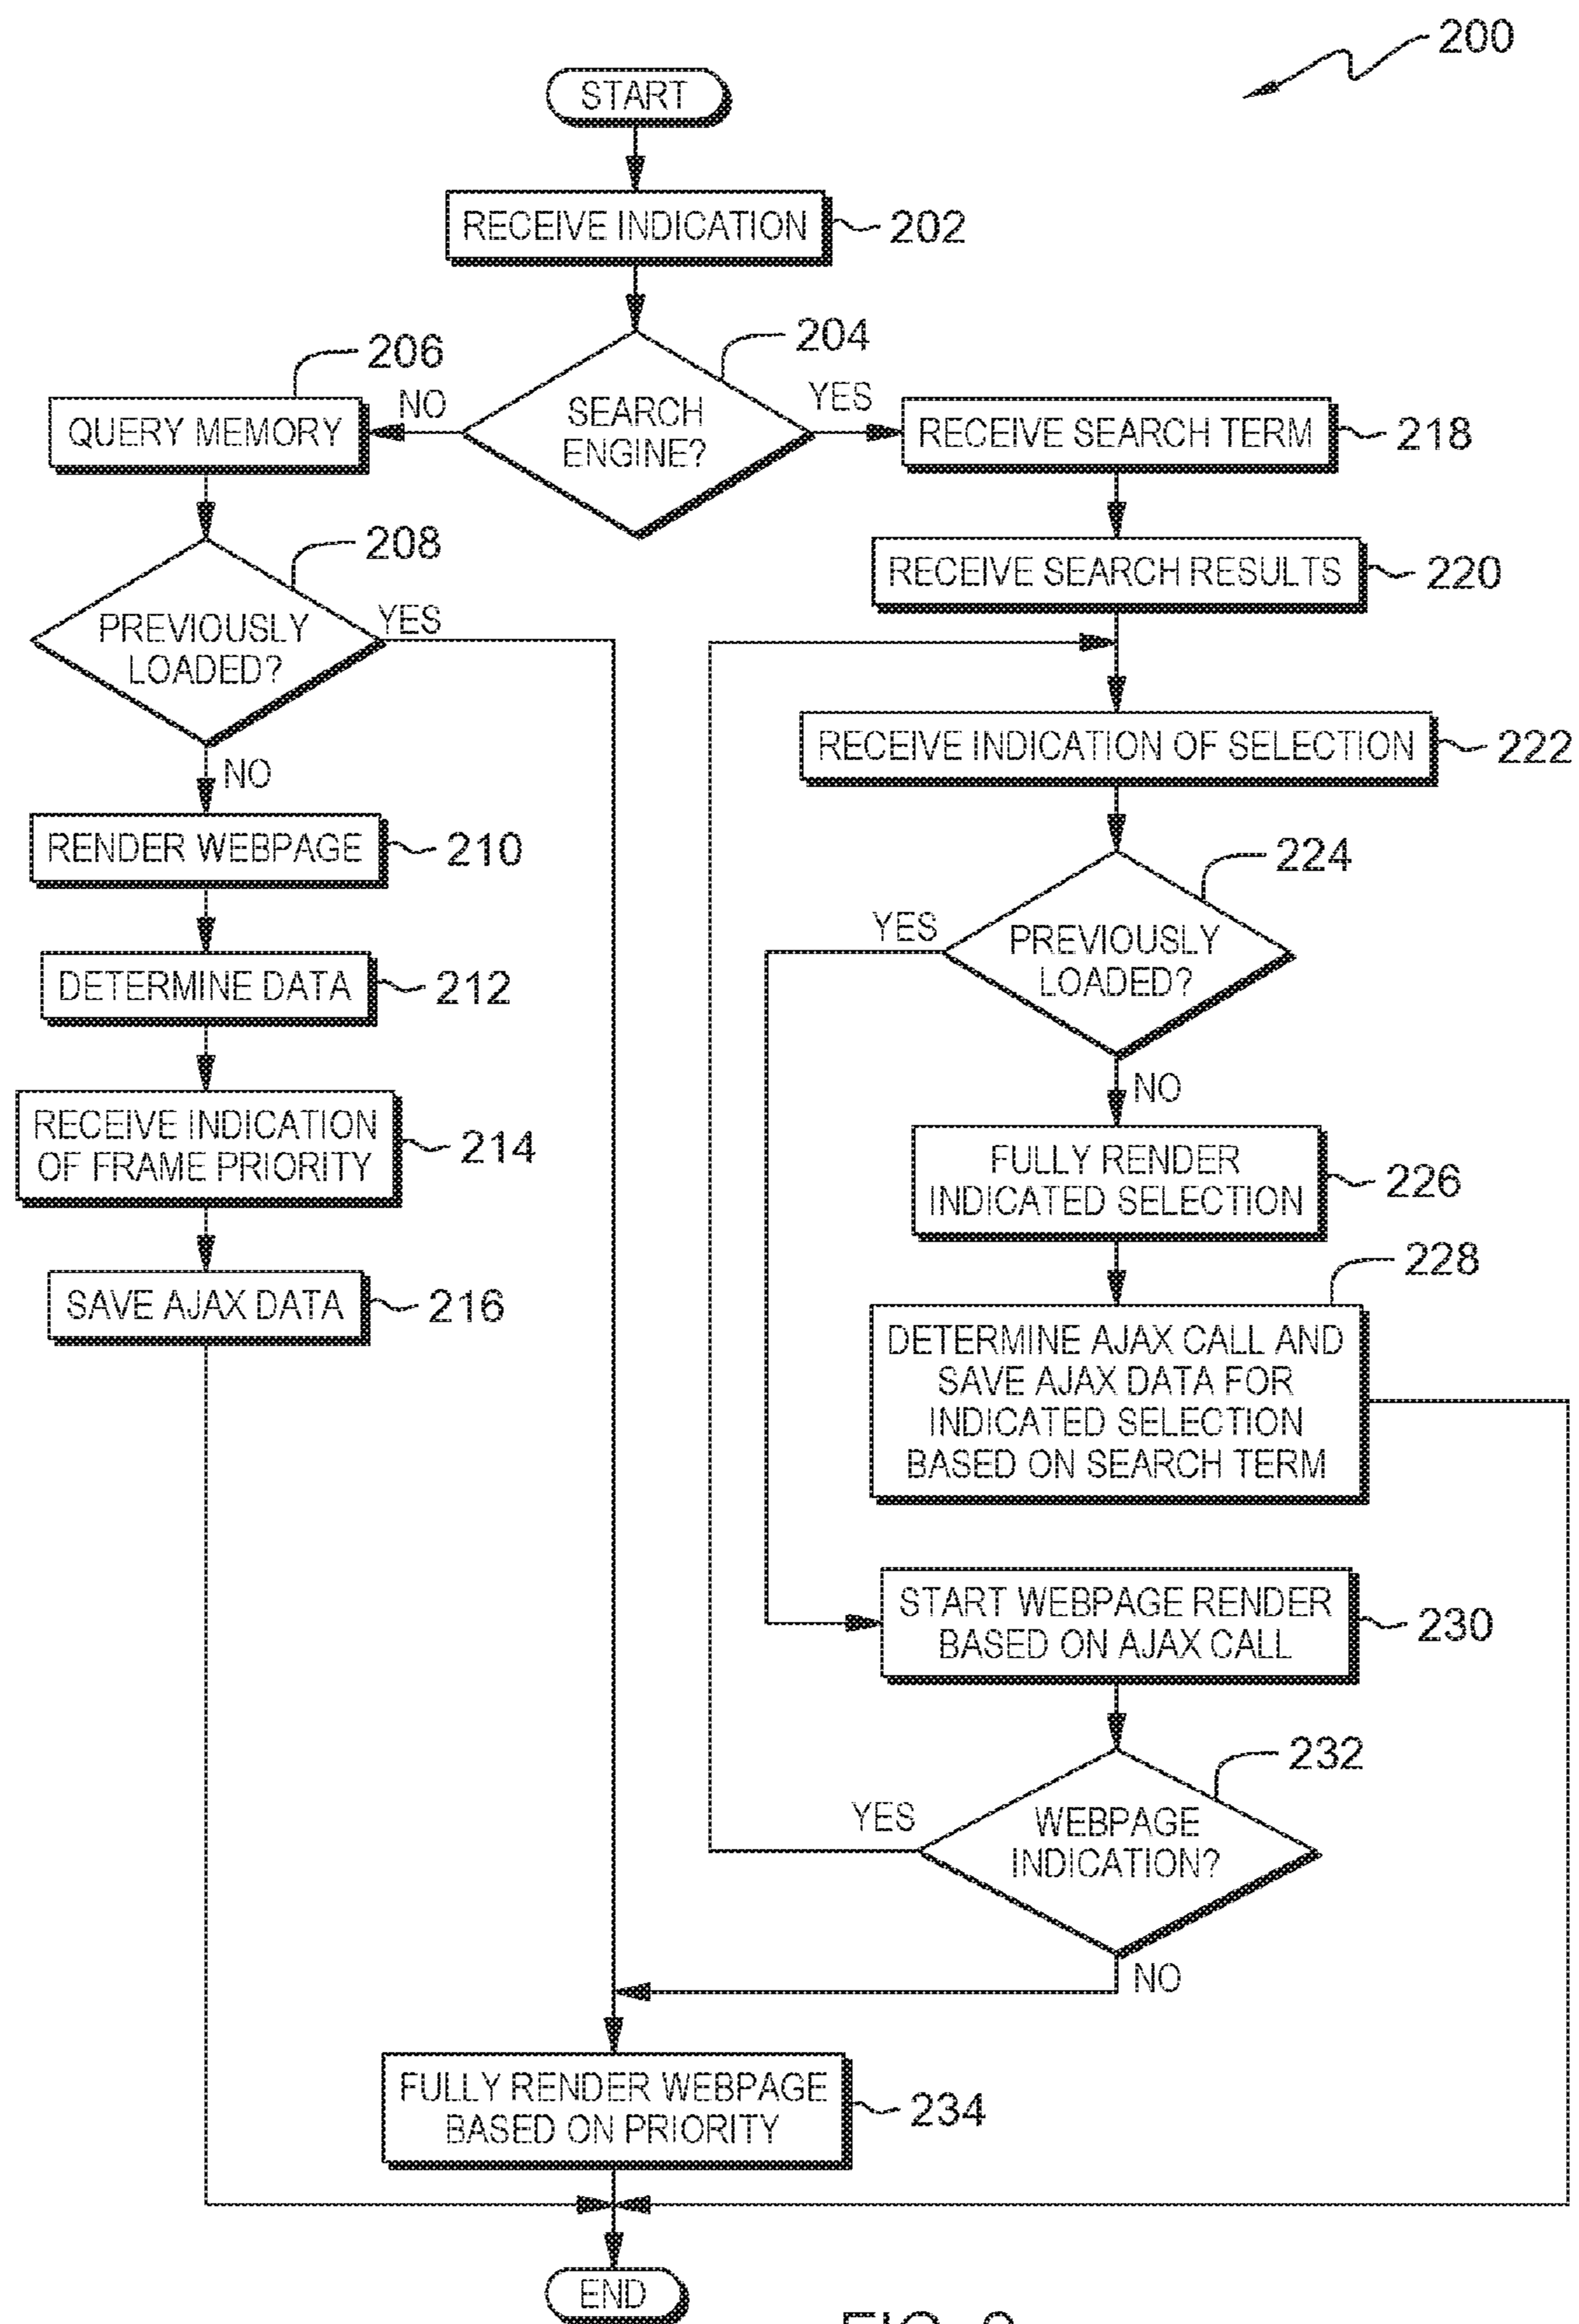 200
START
RECEIVE INDICATION
202
204
SEARCH
ENGINE?
NO
YES
206
QUERY MEMORY
RECEIVE SEARCH TERM
218
208
PREVIOUSLY
LOADED?
YES
NO
RECEIVE SEARCH RESULTS
220
RECEIVE INDICATION OF SELECTION
222
RENDER WEBPAGE
210
224
PREVIOUSLY
LOADED?
YES
NO
DETERMINE DATA
212
RECEIVE INDICATION
OF FRAME PRIORITY
214
FULLY RENDER
INDICATED SELECTION
226
SAVE AJAX DATA
216
228
DETERMINE AJAX CALL AND
SAVE AJAX DATA FOR
INDICATED SELECTION
BASED ON SEARCH TERM
START WEBPAGE RENDER
BASED ON AJAX CALL
230
232
WEBPAGE
INDICATION?
YES
NO
FULLY RENDER WEBPAGE
BASED ON PRIORITY
234
END